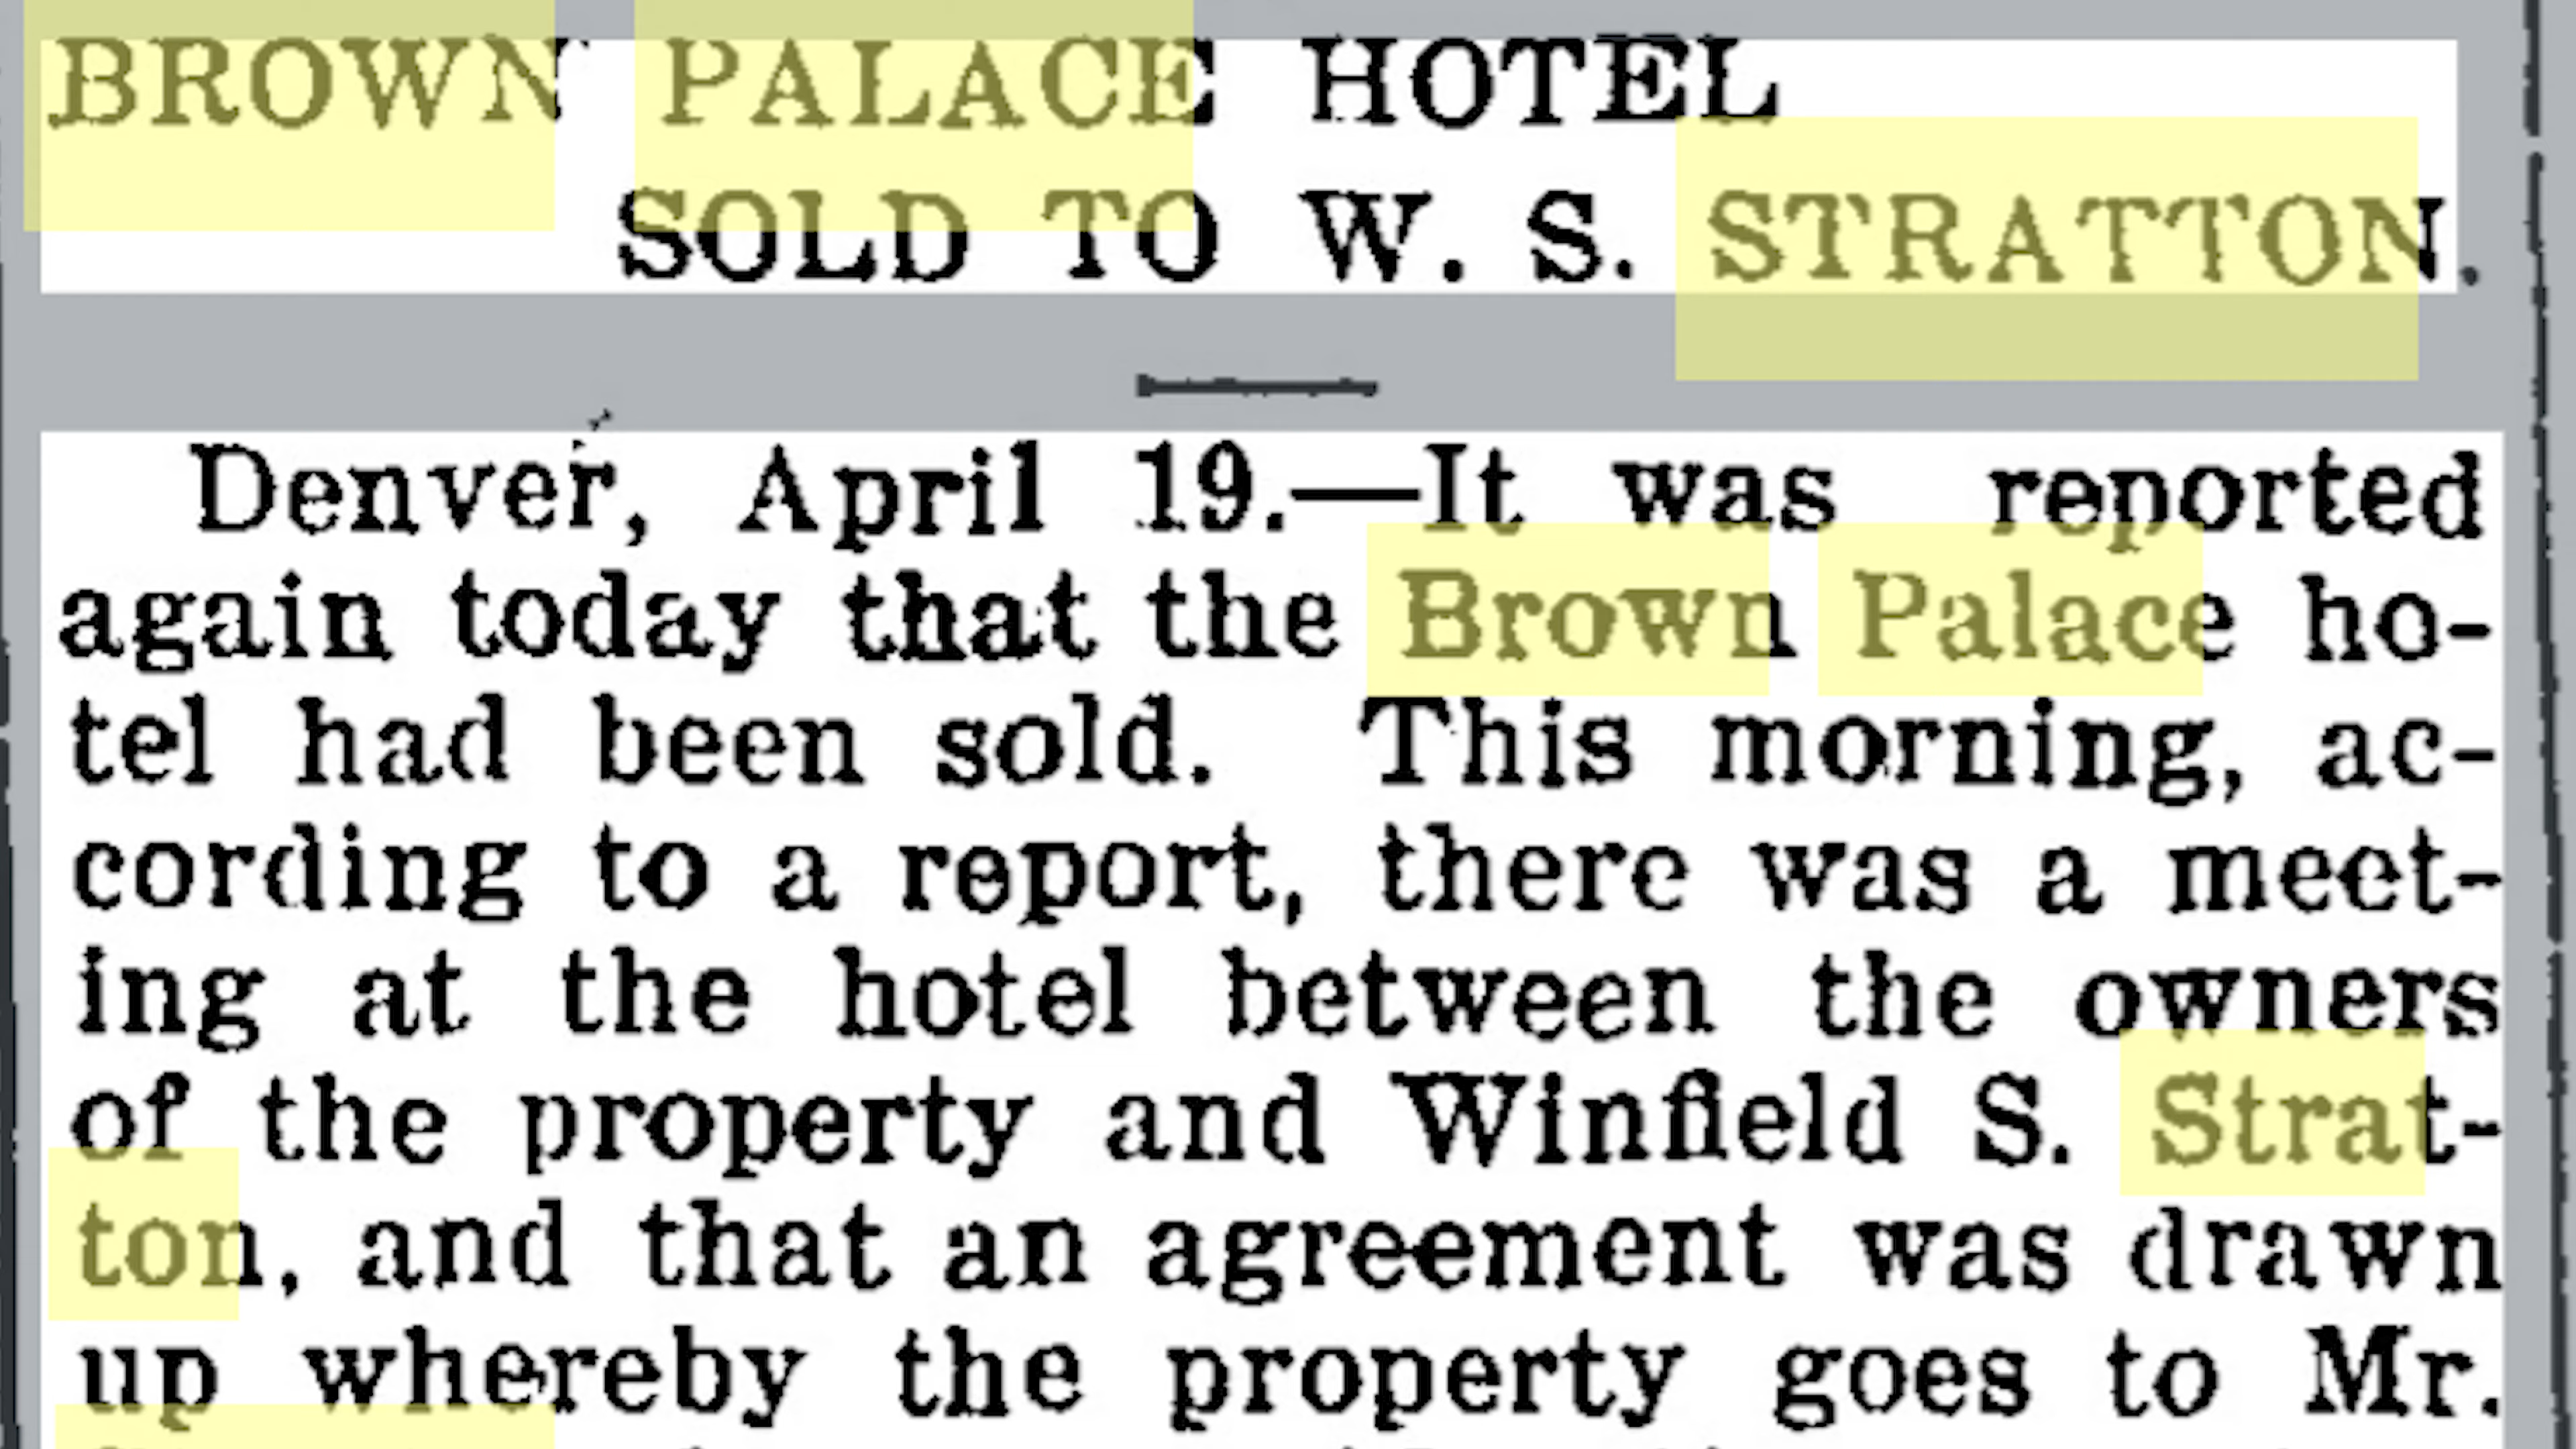 BROWN PALACE HOTEL
SOLD TO W. S. STRATTON.
Denver, April 19.—It was reported
again today that the Brown Palace ho-
tel had been sold. This morning, ac-
cording to a report, there was a meet-
ing at the hotel between the owners
of the property and Winfield S. Strat-
ton, and that an agreement was drawn
up whereby the property goes to Mr.